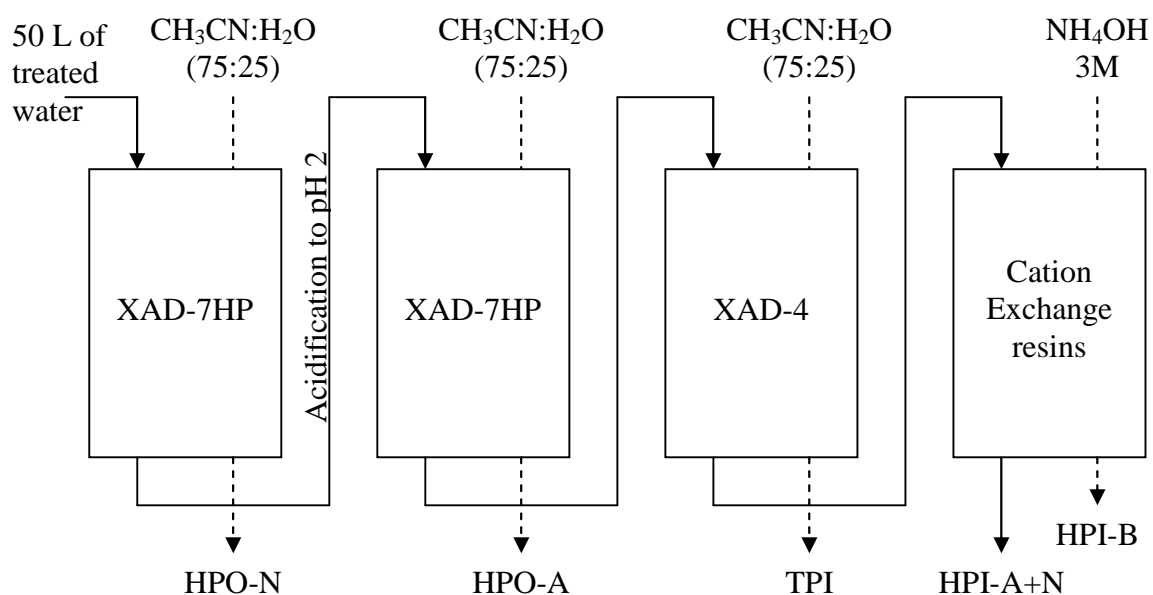 50 L of
treated
water
CH₃CN:H₂O
(75:25)
CH₃CN:H₂O
(75:25)
CH₃CN:H₂O
(75:25)
NH₄OH
3M
XAD-7HP
Acidification to pH 2
XAD-7HP
XAD-4
Cation
Exchange
resins
HPO-N
HPO-A
TPI
HPI-A+N
HPI-B